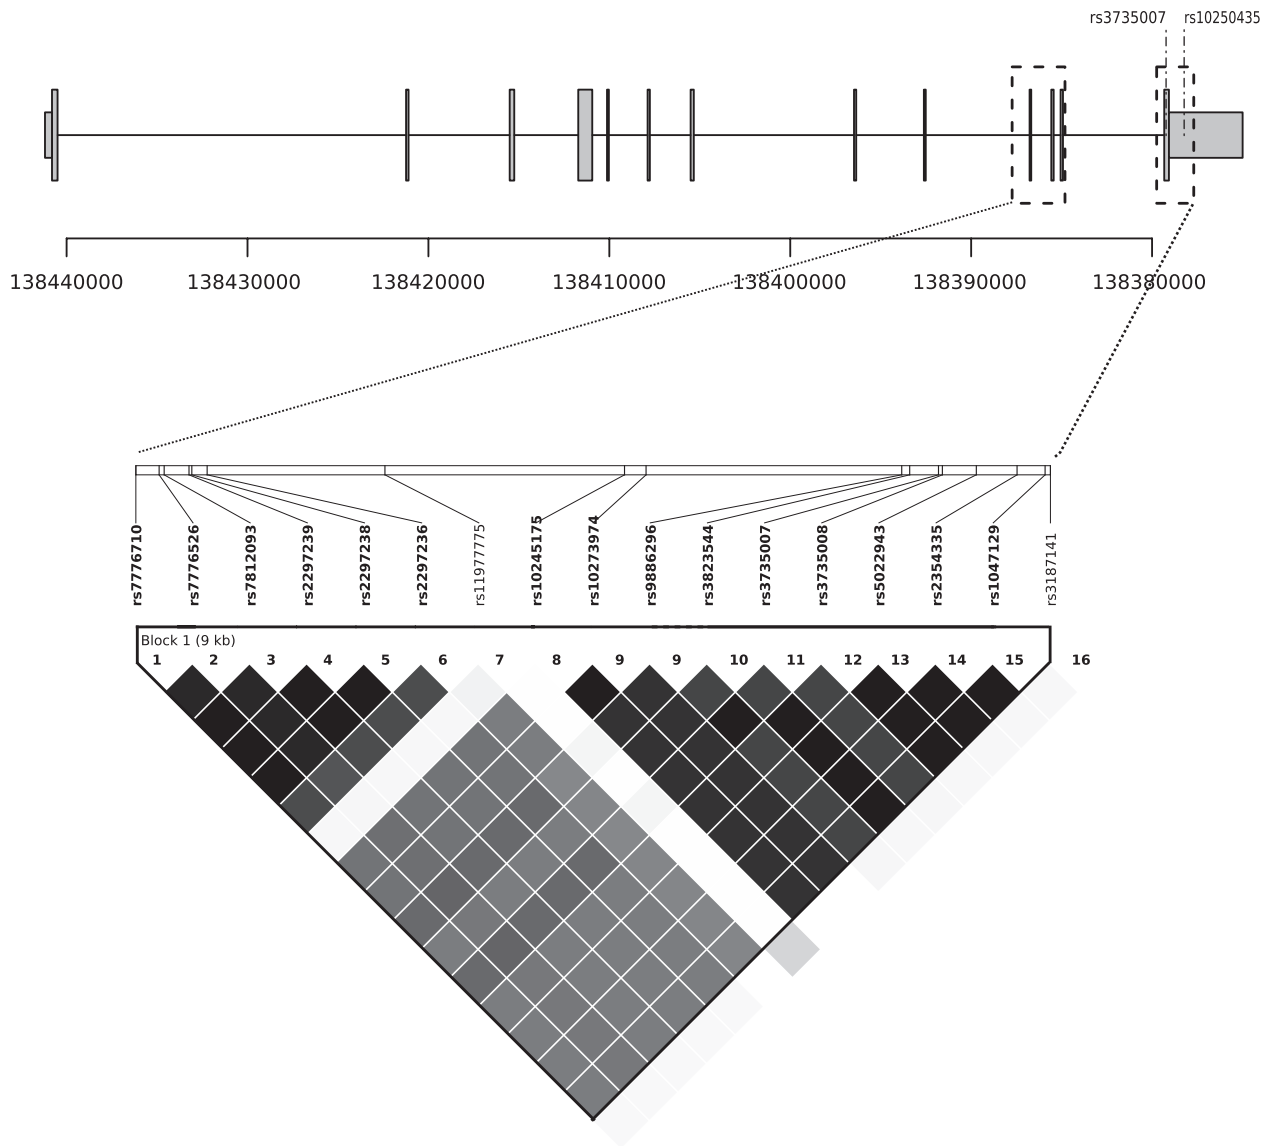 rs3735007 rs10250435
138440000 138430000 138420000 138410000 138400000 138390000 138380000
rs7776710
rs7776526
rs7812093
rs2297239
rs2297238
rs2297236
rs11977775
rs10245175
rs10273974
rs9886296
rs3823544
rs3735007
rs3735008
rs5022943
rs2354335
rs1047129
rs3187141
Block 1 (9 kb)
1 2 3 4 5 6 7 8 9 9 10 11 12 13 14 15 16